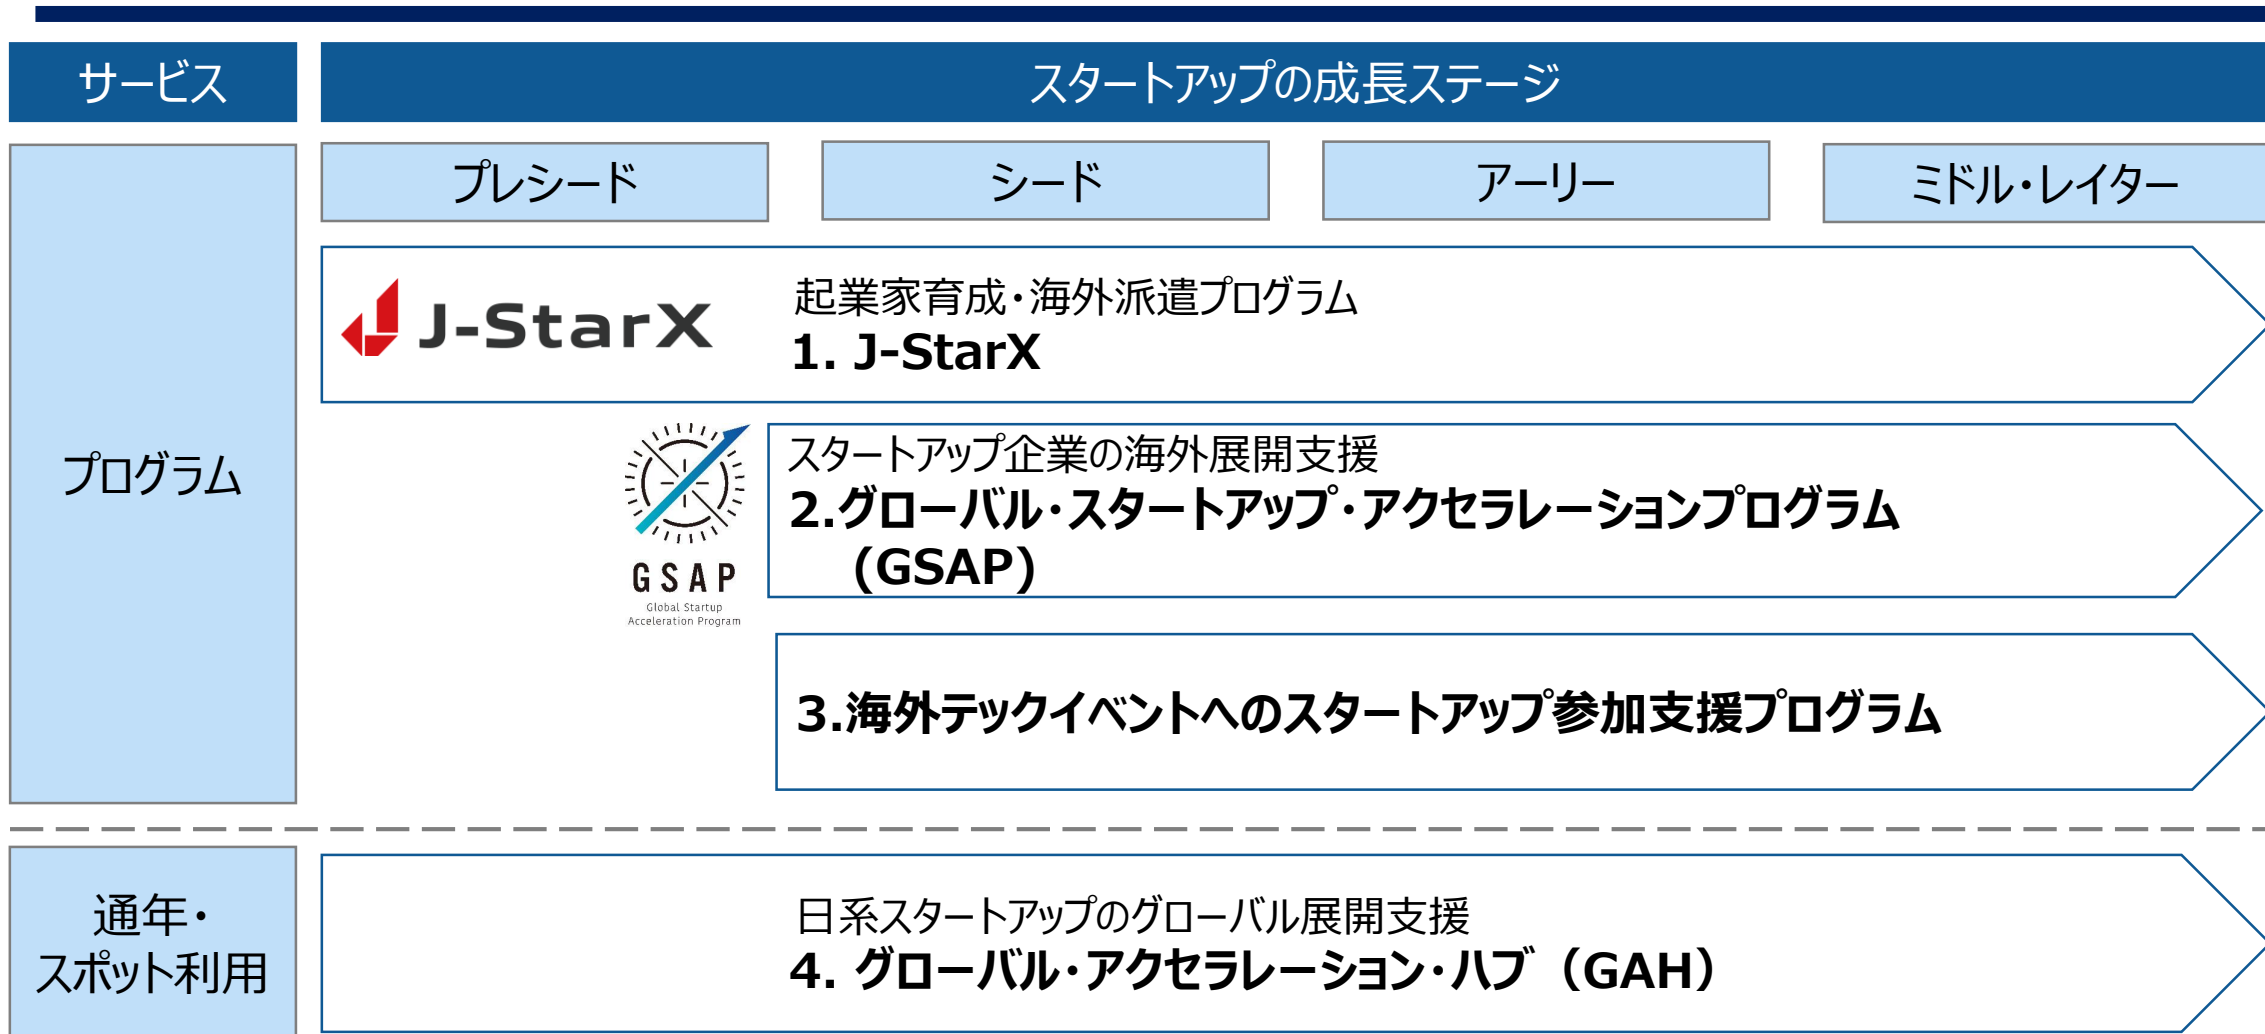 サービス
スタートアップの成長ステージ
プログラム
プレシード
シード
アーリー
ミドル・レイター
J-StarX
起業家育成・海外派遣プログラム
1. J-StarX
GSAP
Global Startup
Acceleration Program
スタートアップ企業の海外展開支援
2.グローバル・スタートアップ・アクセラレーションプログラム
(GSAP)
3.海外テックイベントへのスタートアップ参加支援プログラム
通年・
スポット利用
日系スタートアップのグローバル展開支援
4. グローバル・アクセラレーション・ハブ（GAH）